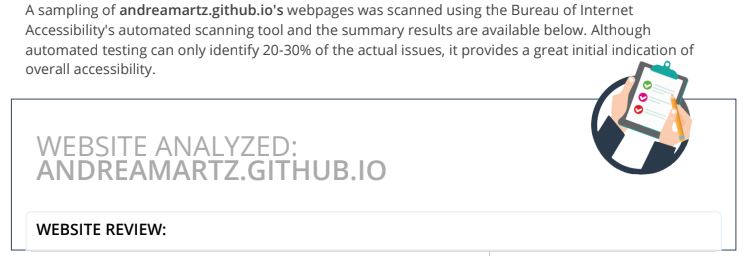 A sampling of andreamartz.github.io's webpages was scanned using the Bureau of Internet
Accessibility's automated scanning tool and the summary results are available below. Although
automated testing can only identify 20-30% of the actual issues, it provides a great initial indication of
overall accessibility.
WEBSITE ANALYZED:
ANDREAMARTZ.GITHUB.IO
WEBSITE REVIEW: